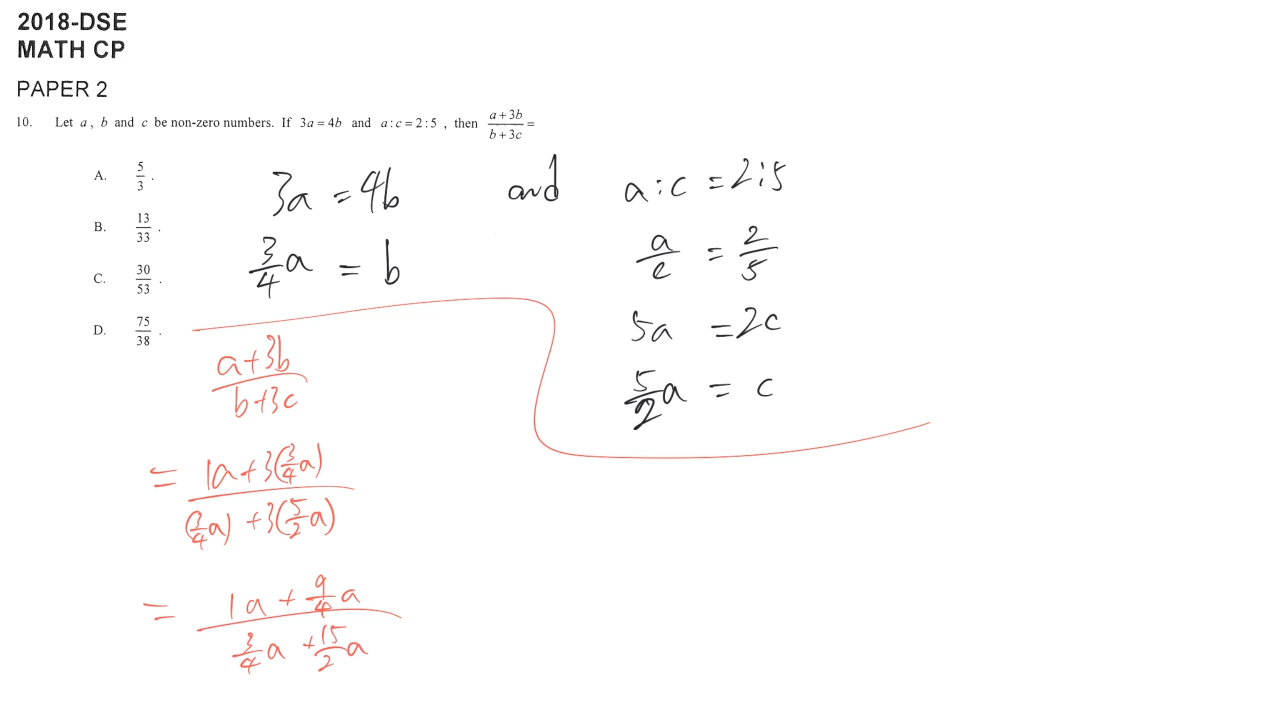 2018-DSE
MATH CP
PAPER 2
10. Let a, b and c be non-zero numbers. If 3a = 4b and a : c = 2 : 5 , then (a + 3b)/(b + 3c) =
A. 5/3 .
B. 13/33 .
C. 30/53 .
D. 75/38 .
3a = 4b and a : c = 2 : 5
3/4 a = b
a/c = 2/5
5a = 2c
5/2 a = c
(a+3b)/(b+3c)
= (1a+3(3/4 a))/((3/4 a)+3(5/2 a))
= (1a + 9/4 a)/(3/4 a + 15/2 a)